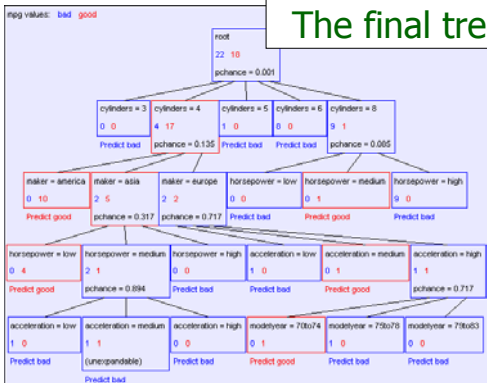 The final tre
mpg values: bad good
root
22 10
pchance = 0.001
cylinders = 3
0 0
Predict bad
cylinders = 4
4 17
pchance = 0.135
cylinders = 5
1 0
Predict bad
cylinders = 6
8 0
Predict bad
cylinders = 8
9 1
pchance = 0.085
maker = america
0 10
Predict good
maker = asia
2 5
pchance = 0.317
maker = europe
2 2
pchance = 0.717
horsepower = low
0 0
Predict bad
horsepower = medium
0 1
Predict good
horsepower = high
9 0
Predict bad
horsepower = low
0 4
Predict good
horsepower = medium
2 1
pchance = 0.894
horsepower = high
0 0
Predict bad
acceleration = low
1 0
Predict bad
acceleration = medium
0 1
Predict good
acceleration = high
1 1
pchance = 0.717
acceleration = low
1 0
Predict bad
acceleration = medium
1 1
(unexpandable)
Predict bad
acceleration = high
0 0
Predict bad
modelyear = 70to74
0 1
Predict good
modelyear = 75to78
1 0
Predict bad
modelyear = 79to83
0 0
Predict bad